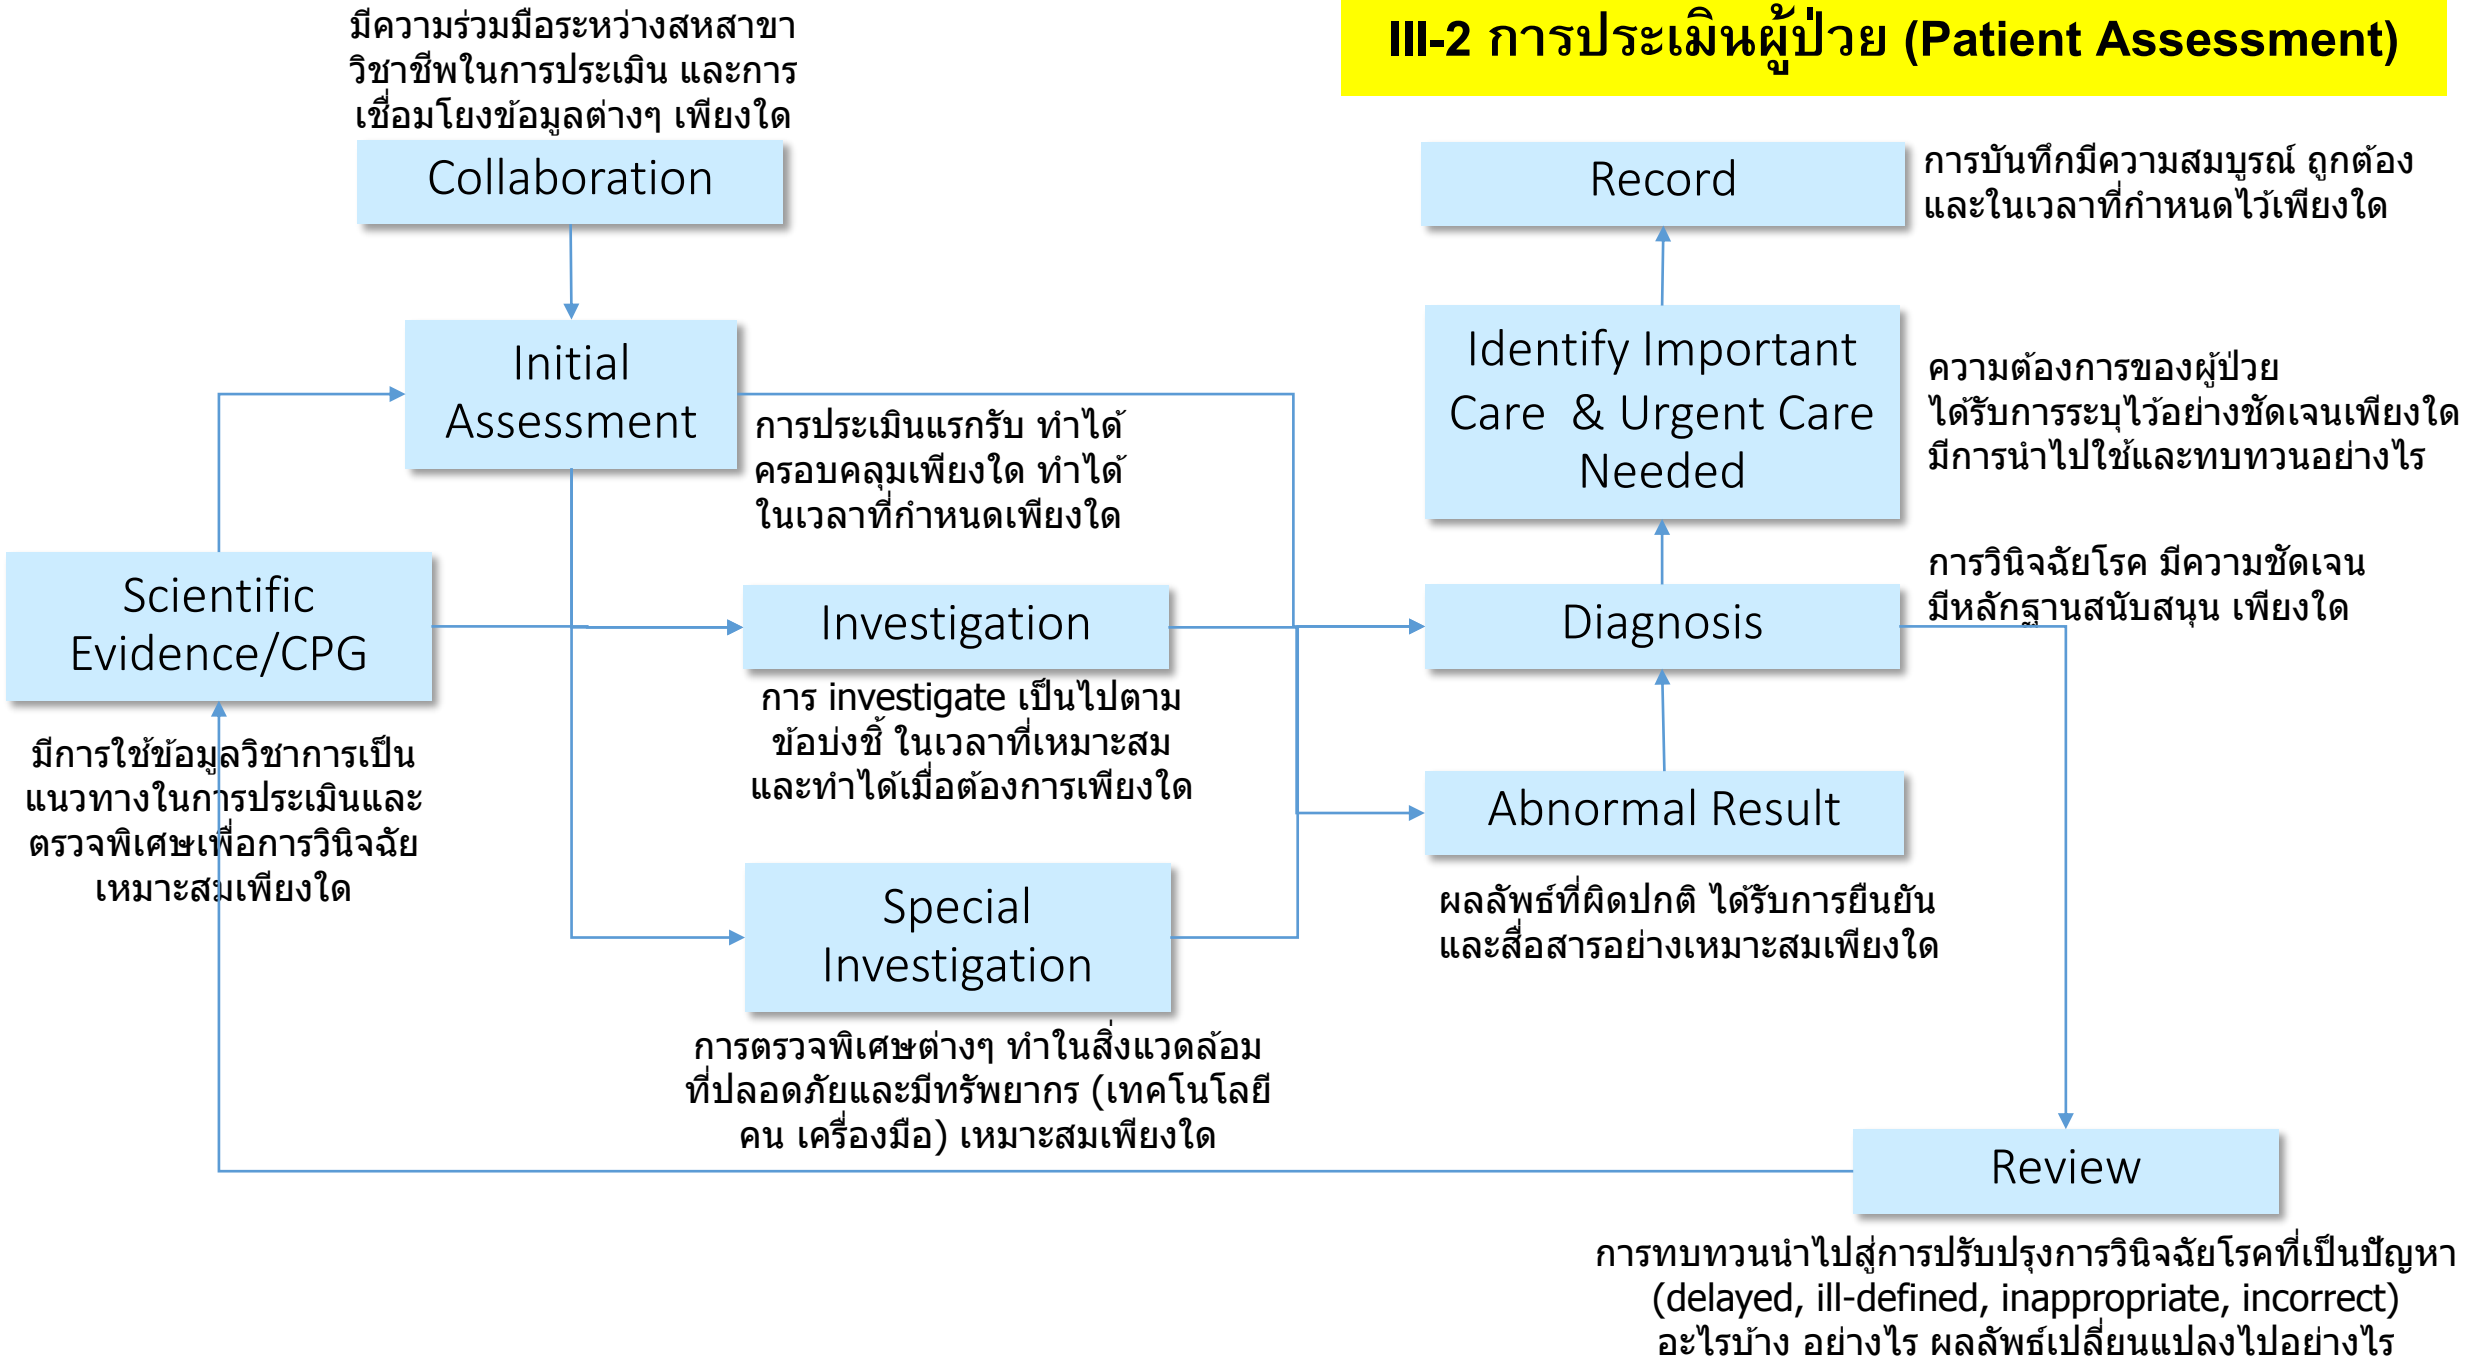 III-2 การประเมินผู้ป่วย (Patient Assessment)
มีความร่วมมือระหว่างสหสาขา
วิชาชีพในการประเมิน และการ
เชื่อมโยงข้อมูลต่างๆ เพียงใด
Collaboration
Initial
Assessment
การประเมินแรกรับ ทำได้
ครอบคลุมเพียงใด ทำได้
ในเวลาที่กำหนดเพียงใด
Scientific
Evidence/CPG
มีการใช้ข้อมูลวิชาการเป็น
แนวทางในการประเมินและ
ตรวจพิเศษเพื่อการวินิจฉัย
เหมาะสมเพียงใด
Investigation
การ investigate เป็นไปตาม
ข้อบ่งชี้ ในเวลาที่เหมาะสม
และทำได้เมื่อต้องการเพียงใด
Special
Investigation
การตรวจพิเศษต่างๆ ทำในสิ่งแวดล้อม
ที่ปลอดภัยและมีทรัพยากร (เทคโนโลยี
คน เครื่องมือ) เหมาะสมเพียงใด
Record
การบันทึกมีความสมบูรณ์ ถูกต้อง
และในเวลาที่กำหนดไว้เพียงใด
Identify Important
Care & Urgent Care
Needed
ความต้องการของผู้ป่วย
ได้รับการระบุไว้อย่างชัดเจนเพียงใด
มีการนำไปใช้และทบทวนอย่างไร
Diagnosis
การวินิจฉัยโรค มีความชัดเจน
มีหลักฐานสนับสนุน เพียงใด
Abnormal Result
ผลลัพธ์ที่ผิดปกติ ได้รับการยืนยัน
และสื่อสารอย่างเหมาะสมเพียงใด
Review
การทบทวนนำไปสู่การปรับปรุงการวินิจฉัยโรคที่เป็นปัญหา
(delayed, ill-defined, inappropriate, incorrect)
อะไรบ้าง อย่างไร ผลลัพธ์เปลี่ยนแปลงไปอย่างไร